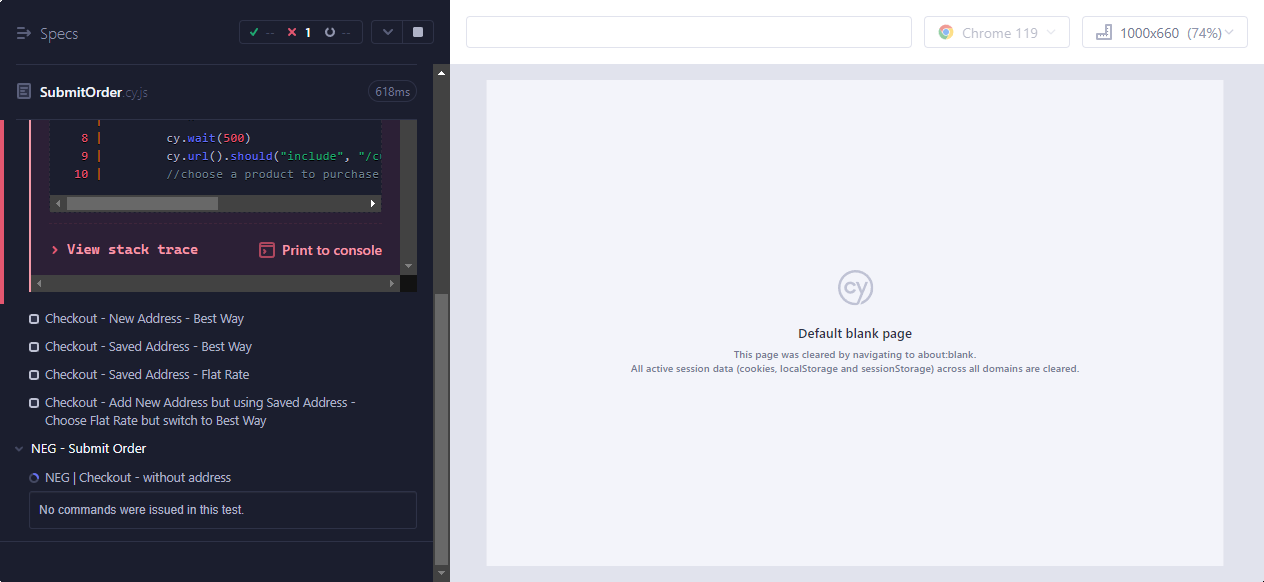 Specs
-- 1 --
Chrome 119
1000x660 (74%)
SubmitOrder.cy.js
618ms
8 | cy.wait(500)
9 | cy.url().should("include", "/c
10 | //choose a product to purchase
View stack trace
Print to console
Checkout - New Address - Best Way
Checkout - Saved Address - Best Way
Checkout - Saved Address - Flat Rate
Checkout - Add New Address but using Saved Address -
Choose Flat Rate but switch to Best Way
NEG - Submit Order
NEG | Checkout - without address
No commands were issued in this test.
cy
Default blank page
This page was cleared by navigating to about:blank.
All active session data (cookies, localStorage and sessionStorage) across all domains are cleared.